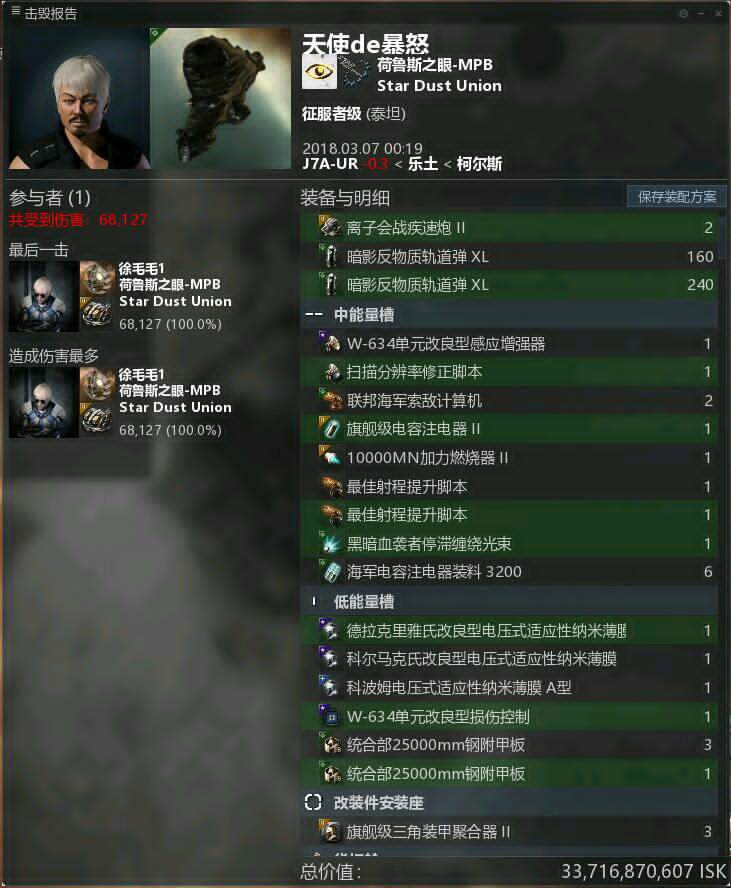 击毁报告
天使de暴怒
荷鲁斯之眼-MPB
Star Dust Union
征服者级 (泰坦)
2018.03.07 00:19
J7A-UR -0.3 < 乐土 < 柯尔斯
参与者 (1)
共受到伤害: 68,127
最后一击
徐毛毛1
荷鲁斯之眼-MPB
Star Dust Union
68,127 (100.0%)
造成伤害最多
徐毛毛1
荷鲁斯之眼-MPB
Star Dust Union
68,127 (100.0%)
装备与明细
保存装配方案
离子会战疾速炮 II 2
暗影反物质轨道弹 XL 160
暗影反物质轨道弹 XL 240
中能量槽
W-634单元改良型感应增强器 1
扫描分辨率修正脚本 1
联邦海军索敌计算机 2
旗舰级电容注电器 II 1
10000MN加力燃烧器 II 1
最佳射程提升脚本 1
最佳射程提升脚本 1
黑暗血袭者停滞缠绕光束 1
海军电容注电器装料 3200 6
低能量槽
德拉克里雅氏改良型电压式适应性纳米薄膜 1
科尔马克氏改良型电压式适应性纳米薄膜 1
科波姆电压式适应性纳米薄膜 A型 1
W-634单元改良型损伤控制 1
统合部25000mm钢附甲板 3
统合部25000mm钢附甲板 1
改装件安装座
旗舰级三角装甲聚合器 II 3
总价值: 33,716,870,607 ISK